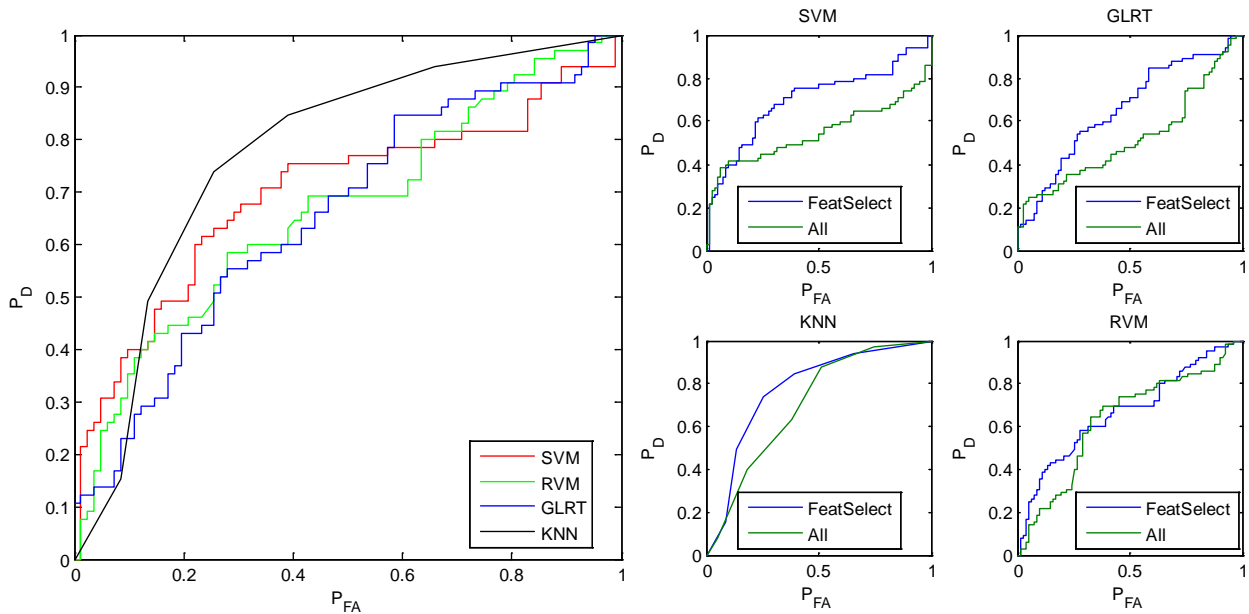 1
0.9
0.8
0.7
0.6
0.5
0.4
0.3
0.2
0.1
0
P_D
0 0.2 0.4 0.6 0.8 1
P_FA
SVM
RVM
GLRT
KNN
SVM
1
0.8
0.6
0.4
0.2
0
P_D
0 0.5 1
P_FA
FeatSelect
All
GLRT
1
0.8
0.6
0.4
0.2
0
P_D
0 0.5 1
P_FA
FeatSelect
All
KNN
1
0.8
0.6
0.4
0.2
0
P_D
0 0.5 1
P_FA
FeatSelect
All
RVM
1
0.8
0.6
0.4
0.2
0
P_D
0 0.5 1
P_FA
FeatSelect
All